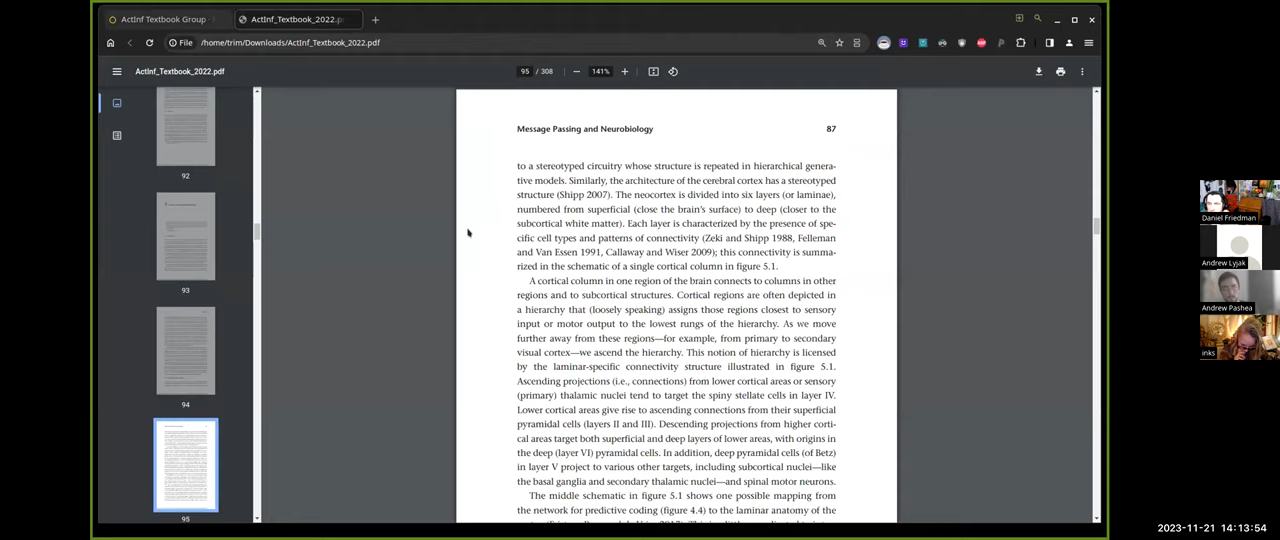 ActInf Textbook Group
ActInf_Textbook_2022.p
File /home/trim/Downloads/ActInf_Textbook_2022.pdf
ActInf_Textbook_2022.pdf
95 / 308
141%
Message Passing and Neurobiology 87
to a stereotyped circuitry whose structure is repeated in hierarchical genera-
tive models. Similarly, the architecture of the cerebral cortex has a stereotyped
structure (Shipp 2007). The neocortex is divided into six layers (or laminae),
numbered from superficial (close the brain's surface) to deep (closer to the
subcortical white matter). Each layer is characterized by the presence of spe-
cific cell types and patterns of connectivity (Zeki and Shipp 1988, Felleman
and Van Essen 1991, Callaway and Wiser 2009); this connectivity is summa-
rized in the schematic of a single cortical column in figure 5.1.
A cortical column in one region of the brain connects to columns in other
regions and to subcortical structures. Cortical regions are often depicted in
a hierarchy that (loosely speaking) assigns those regions closest to sensory
input or motor output to the lowest rungs of the hierarchy. As we move
further away from these regions—for example, from primary to secondary
visual cortex—we ascend the hierarchy. This notion of hierarchy is licensed
by the laminar-specific connectivity structure illustrated in figure 5.1.
Ascending projections (i.e., connections) from lower cortical areas or sensory
(primary) thalamic nuclei tend to target the spiny stellate cells in layer IV.
Lower cortical areas give rise to ascending connections from their superficial
pyramidal cells (layers II and III). Descending projections from higher corti-
cal areas target both superficial and deep layers of lower areas, with origins in
the deep (layer VI) pyramidal cells. In addition, deep pyramidal cells (of Betz)
in layer V project to various other targets, including subcortical nuclei—like
the basal ganglia and secondary thalamic nuclei—and spinal motor neurons.
The middle schematic in figure 5.1 shows one possible mapping from
the network for predictive coding (figure 4.4) to the laminar anatomy of the
92
93
94
95
Daniel Friedman
Andrew Lyjak
Andrew Pashea
inks
2023-11-21 14:13:54